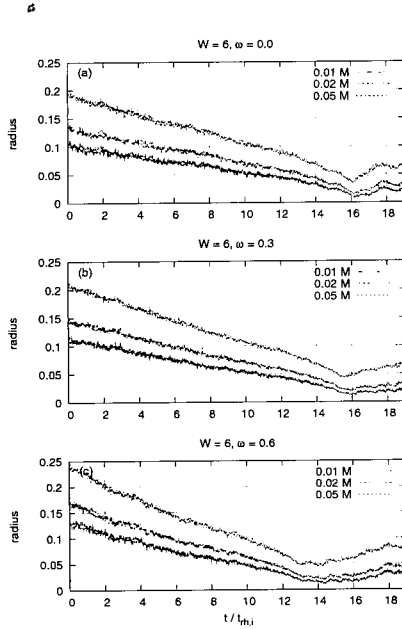 W = 6, ω = 0.0
(a)
0.01 M
0.02 M
0.05 M
radius
0.25
0.2
0.15
0.1
0.05
0
0 2 4 6 8 10 12 14 16 18
W = 6, ω = 0.3
(b)
0.01 M
0.02 M
0.05 M
radius
0.25
0.2
0.15
0.1
0.05
0
0 2 4 6 8 10 12 14 16 18
W = 6, ω = 0.6
(c)
0.01 M
0.02 M
0.05 M
radius
0.25
0.2
0.15
0.1
0.05
0
0 2 4 6 8 10 12 14 16 18
t / t_rh,i